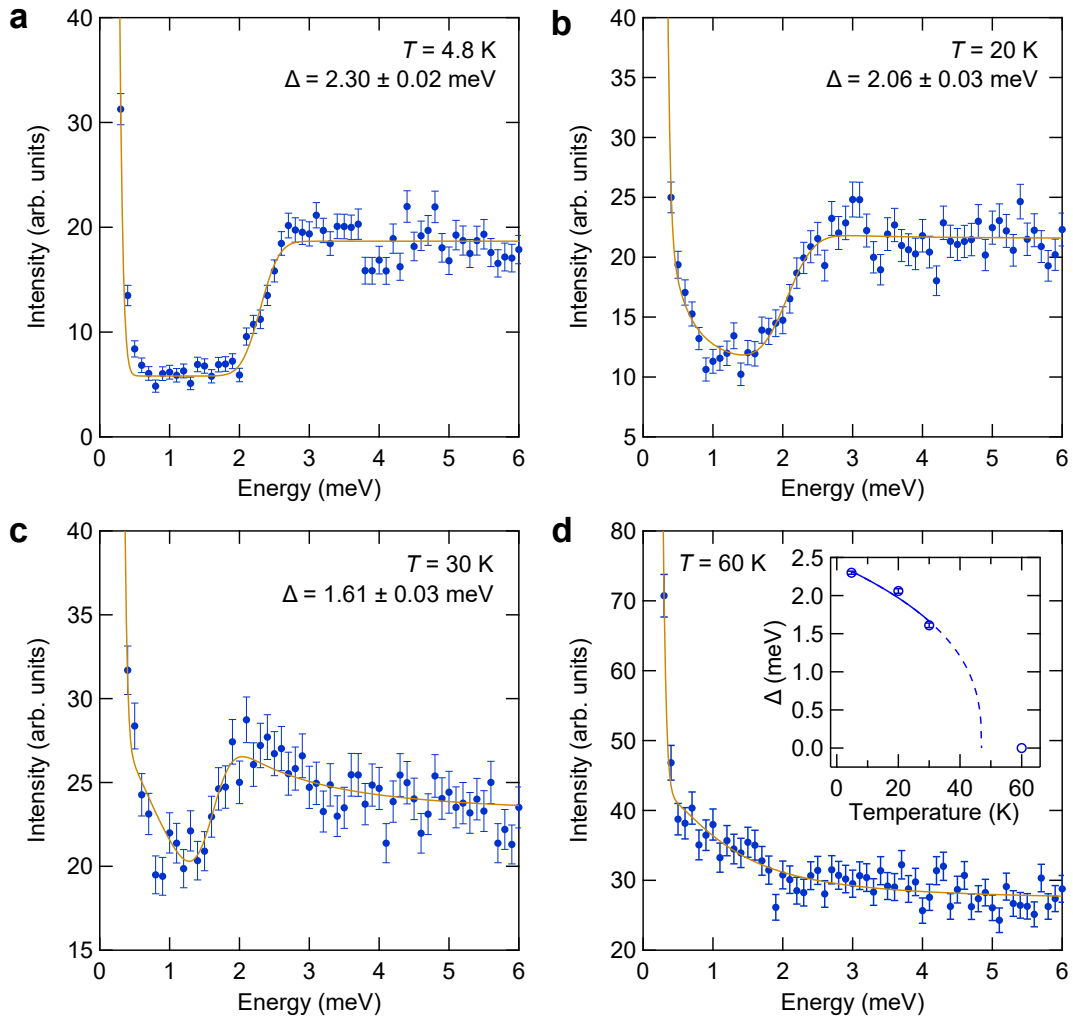 a
T = 4.8 K
Δ = 2.30 ± 0.02 meV
Intensity (arb. units)
40
30
20
10
0
0 1 2 3 4 5 6
Energy (meV)
b
T = 20 K
Δ = 2.06 ± 0.03 meV
Intensity (arb. units)
40
35
30
25
20
15
10
5
0 1 2 3 4 5 6
Energy (meV)
c
T = 30 K
Δ = 1.61 ± 0.03 meV
Intensity (arb. units)
40
35
30
25
20
15
0 1 2 3 4 5 6
Energy (meV)
d
T = 60 K
Intensity (arb. units)
80
70
60
50
40
30
20
0 1 2 3 4 5 6
Energy (meV)
Δ (meV)
2.5
2.0
1.5
1.0
0.5
0.0
0 20 40 60
Temperature (K)